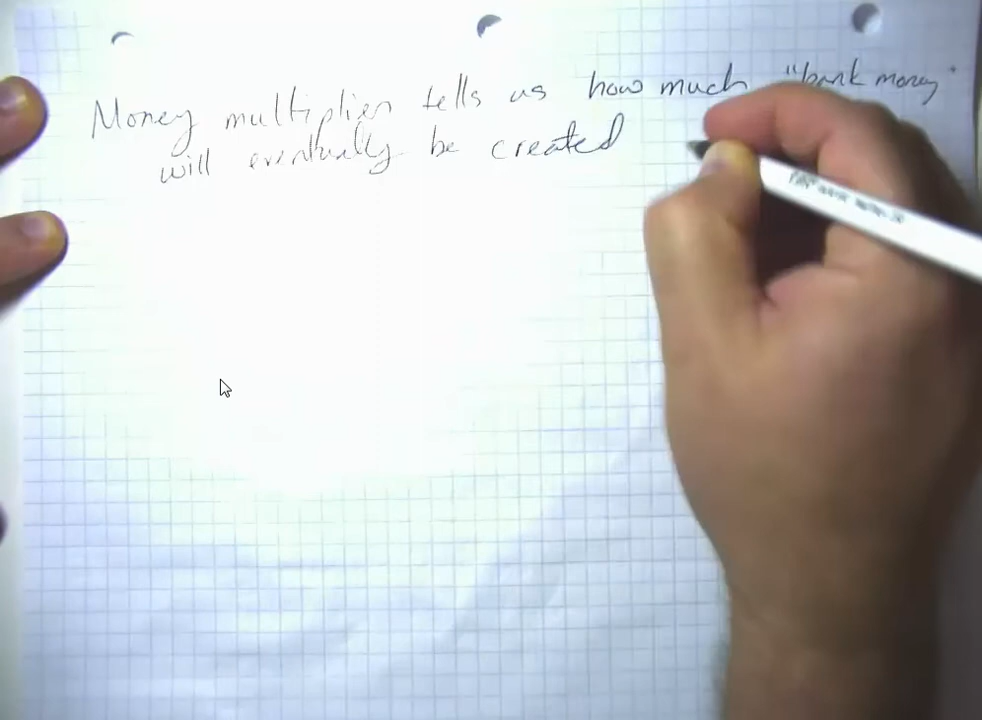 Money multiplier tells us how much "bank money"
will eventually be created